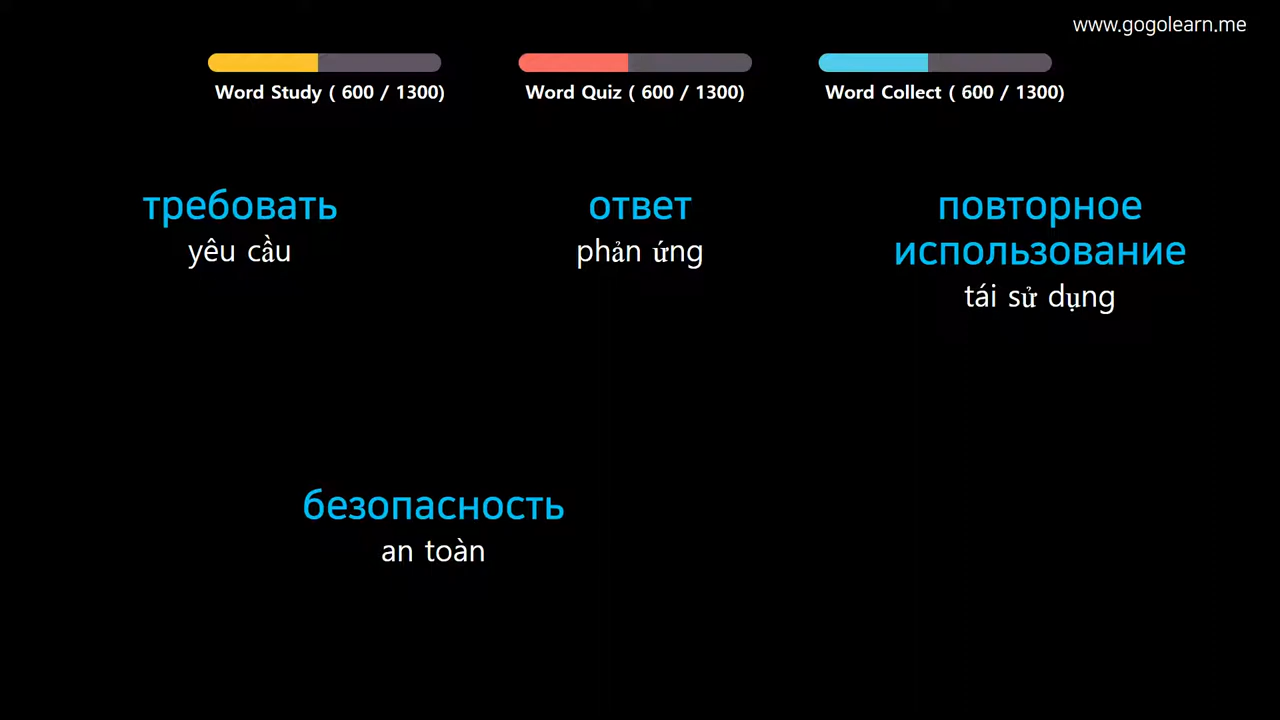 www.gogolearn.me
Word Study ( 600 / 1300)
Word Quiz ( 600 / 1300)
Word Collect ( 600 / 1300)
требовать
yêu cầu
ответ
phản ứng
повторное
использование
tái sử dụng
безопасность
an toàn